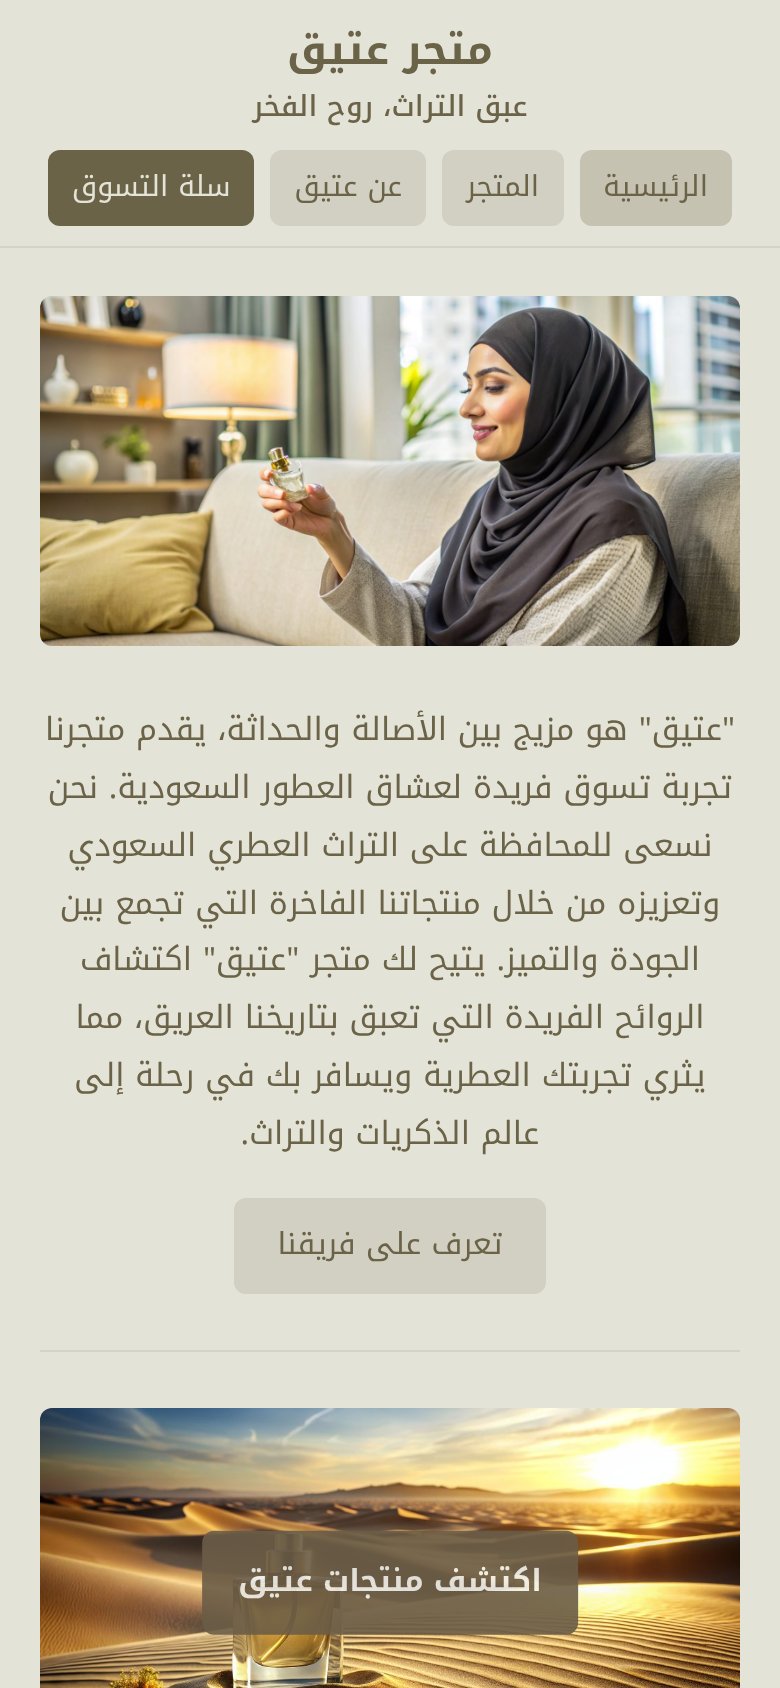 متجر عتيق
عبق التراث، روح الفخر
الرئيسية
المتجر
عن عتيق
سلة التسوق
"عتيق" هو مزيج بين الأصالة والحداثة، يقدم متجرنا
تجربة تسوق فريدة لعشاق العطور السعودية. نحن
نسعى للمحافظة على التراث العطري السعودي
وتعزيزه من خلال منتجاتنا الفاخرة التي تجمع بين
الجودة والتميز. يتيح لك متجر "عتيق" اكتشاف
الروائح الفريدة التي تعبق بتاريخنا العريق، مما
يثري تجربتك العطرية ويسافر بك في رحلة إلى
عالم الذكريات والتراث.
تعرف على فريقنا
اكتشف منتجات عتيق